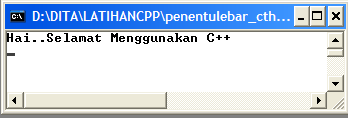 D:\DITA\LATIHANCPP\penentulebar_cth...
Hai..Selamat Menggunakan C++